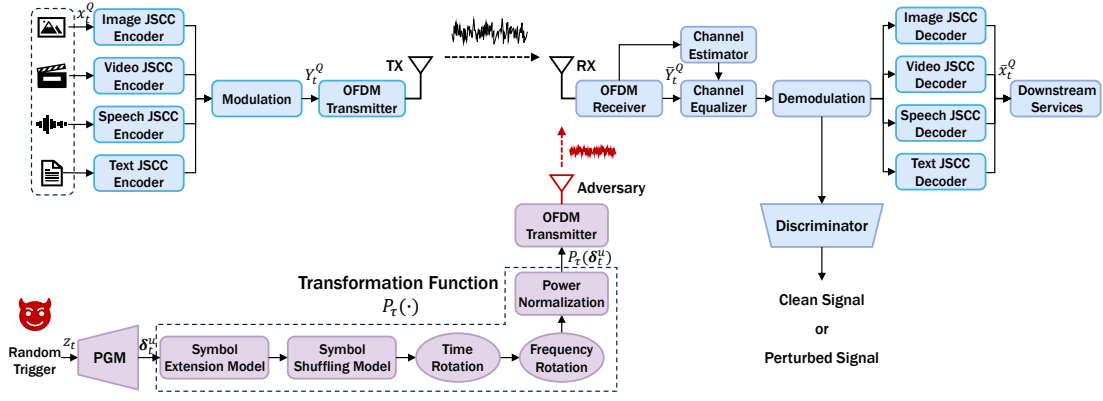 x_t^Q
Image JSCC
Encoder
Video JSCC
Encoder
Speech JSCC
Encoder
Text JSCC
Encoder
Modulation
Y_t^Q
OFDM
Transmitter
TX
RX
OFDM
Receiver
Channel
Estimator
Ȳ_t^Q
Channel
Equalizer
Demodulation
Image JSCC
Decoder
Video JSCC
Decoder
Speech JSCC
Decoder
Text JSCC
Decoder
x̄_t^Q
Downstream
Services
Adversary
OFDM
Transmitter
P_τ(δ_t^u)
Discriminator
Clean Signal
or
Perturbed Signal
Transformation Function
P_τ(·)
Power
Normalization
Random
Trigger
z_t
PGM
δ_t^u
Symbol
Extension Model
Symbol
Shuffling Model
Time
Rotation
Frequency
Rotation